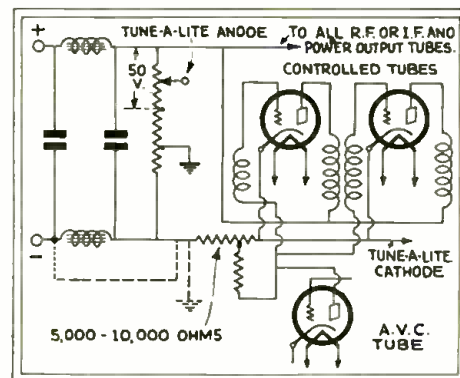 +
TUNE-A-LITE ANODE
TO ALL R.F. OR I.F. AND
POWER OUTPUT TUBES.
50
V.
CONTROLLED TUBES
−
TUNE-A-LITE
CATHODE
5,000 - 10,000 OHMS
A.V.C.
TUBE